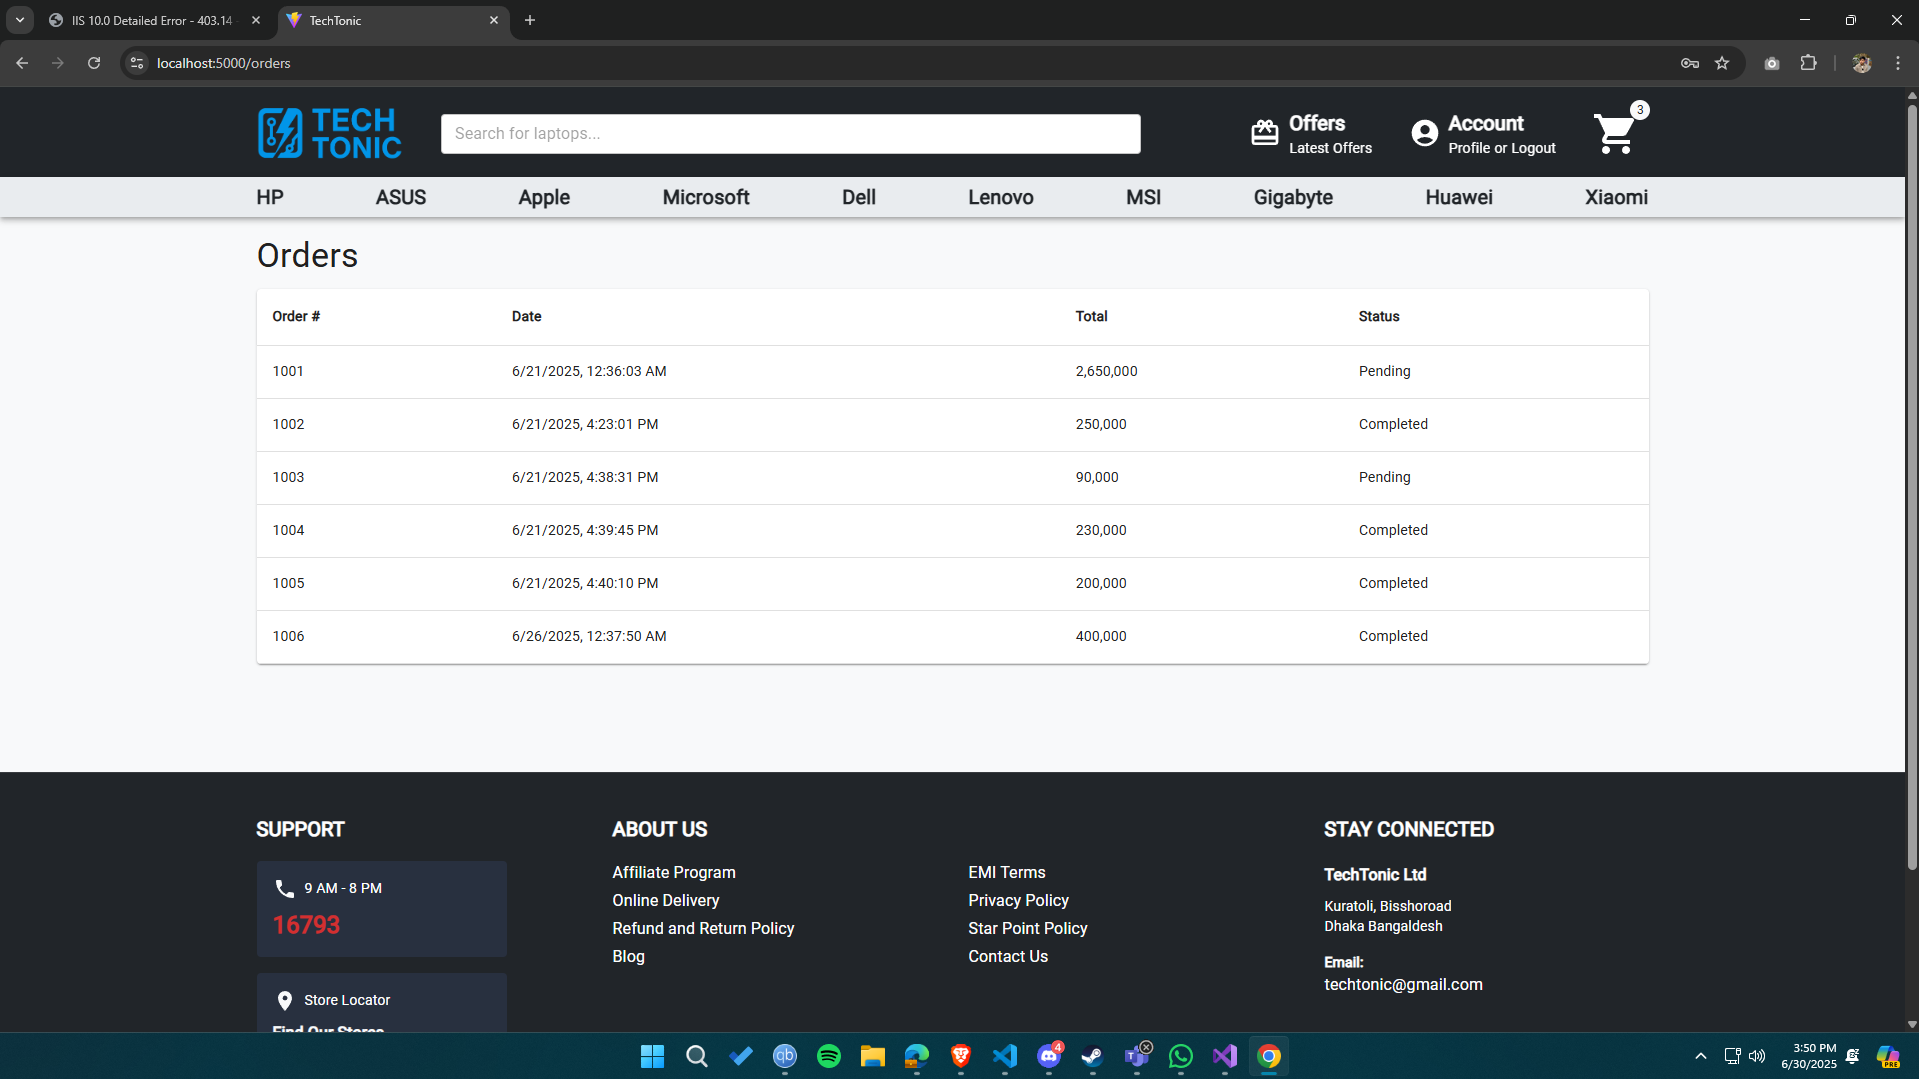 IIS 10.0 Detailed Error - 403.14
TechTonic
localhost:5000/orders
TECH
TONIC
Search for laptops...
Offers
Latest Offers
Account
Profile or Logout
3
HP ASUS Apple Microsoft Dell Lenovo MSI Gigabyte Huawei Xiaomi
Orders
Order # Date Total Status
1001 6/21/2025, 12:36:03 AM 2,650,000 Pending
1002 6/21/2025, 4:23:01 PM 250,000 Completed
1003 6/21/2025, 4:38:31 PM 90,000 Pending
1004 6/21/2025, 4:39:45 PM 230,000 Completed
1005 6/21/2025, 4:40:10 PM 200,000 Completed
1006 6/26/2025, 12:37:50 AM 400,000 Completed
SUPPORT
9 AM - 8 PM
16793
Store Locator
Find Our Stores
ABOUT US
Affiliate Program
Online Delivery
Refund and Return Policy
Blog
EMI Terms
Privacy Policy
Star Point Policy
Contact Us
STAY CONNECTED
TechTonic Ltd
Kuratoli, Bisshoroad
Dhaka Bangaldesh
Email:
techtonic@gmail.com
qb
4
T
3:50 PM
6/30/2025
PRE